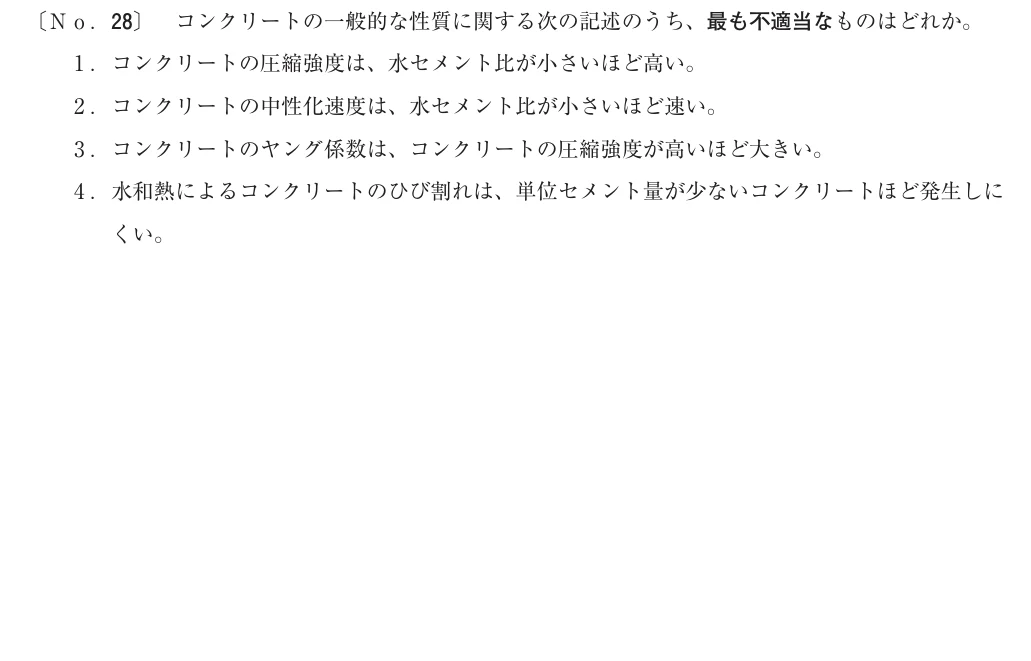 〔Ｎｏ．28〕　コンクリートの一般的な性質に関する次の記述のうち、最も不適当なものはどれか。
１．コンクリートの圧縮強度は、水セメント比が小さいほど高い。
２．コンクリートの中性化速度は、水セメント比が小さいほど速い。
３．コンクリートのヤング係数は、コンクリートの圧縮強度が高いほど大きい。
４．水和熱によるコンクリートのひび割れは、単位セメント量が少ないコンクリートほど発生しに
くい。